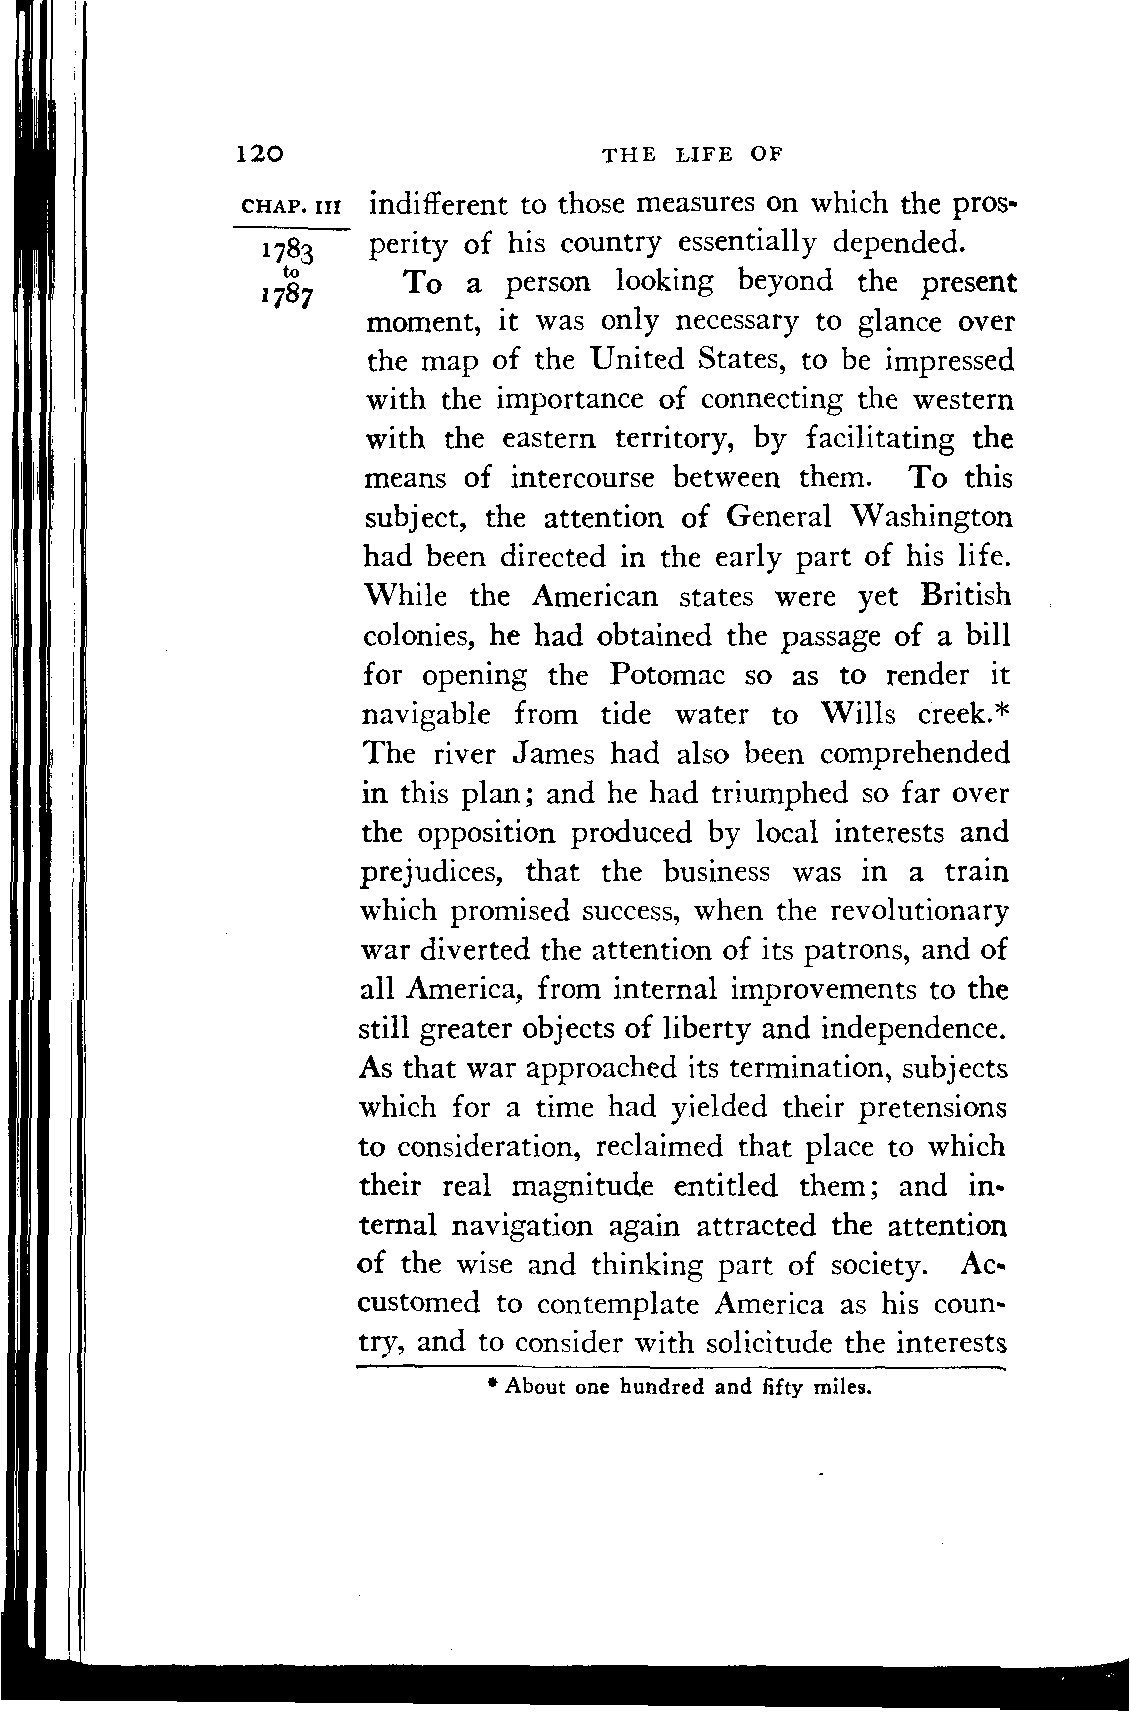 120 THE LIFE OF
CHAP. III
1783
to
1787
indifferent to those measures on which the pros-
perity of his country essentially depended.
To a person looking beyond the present
moment, it was only necessary to glance over
the map of the United States, to be impressed
with the importance of connecting the western
with the eastern territory, by facilitating the
means of intercourse between them. To this
subject, the attention of General Washington
had been directed in the early part of his life.
While the American states were yet British
colonies, he had obtained the passage of a bill
for opening the Potomac so as to render it
navigable from tide water to Wills creek.*
The river James had also been comprehended
in this plan; and he had triumphed so far over
the opposition produced by local interests and
prejudices, that the business was in a train
which promised success, when the revolutionary
war diverted the attention of its patrons, and of
all America, from internal improvements to the
still greater objects of liberty and independence.
As that war approached its termination, subjects
which for a time had yielded their pretensions
to consideration, reclaimed that place to which
their real magnitude entitled them; and in-
ternal navigation again attracted the attention
of the wise and thinking part of society. Ac-
customed to contemplate America as his coun-
try, and to consider with solicitude the interests
* About one hundred and fifty miles.